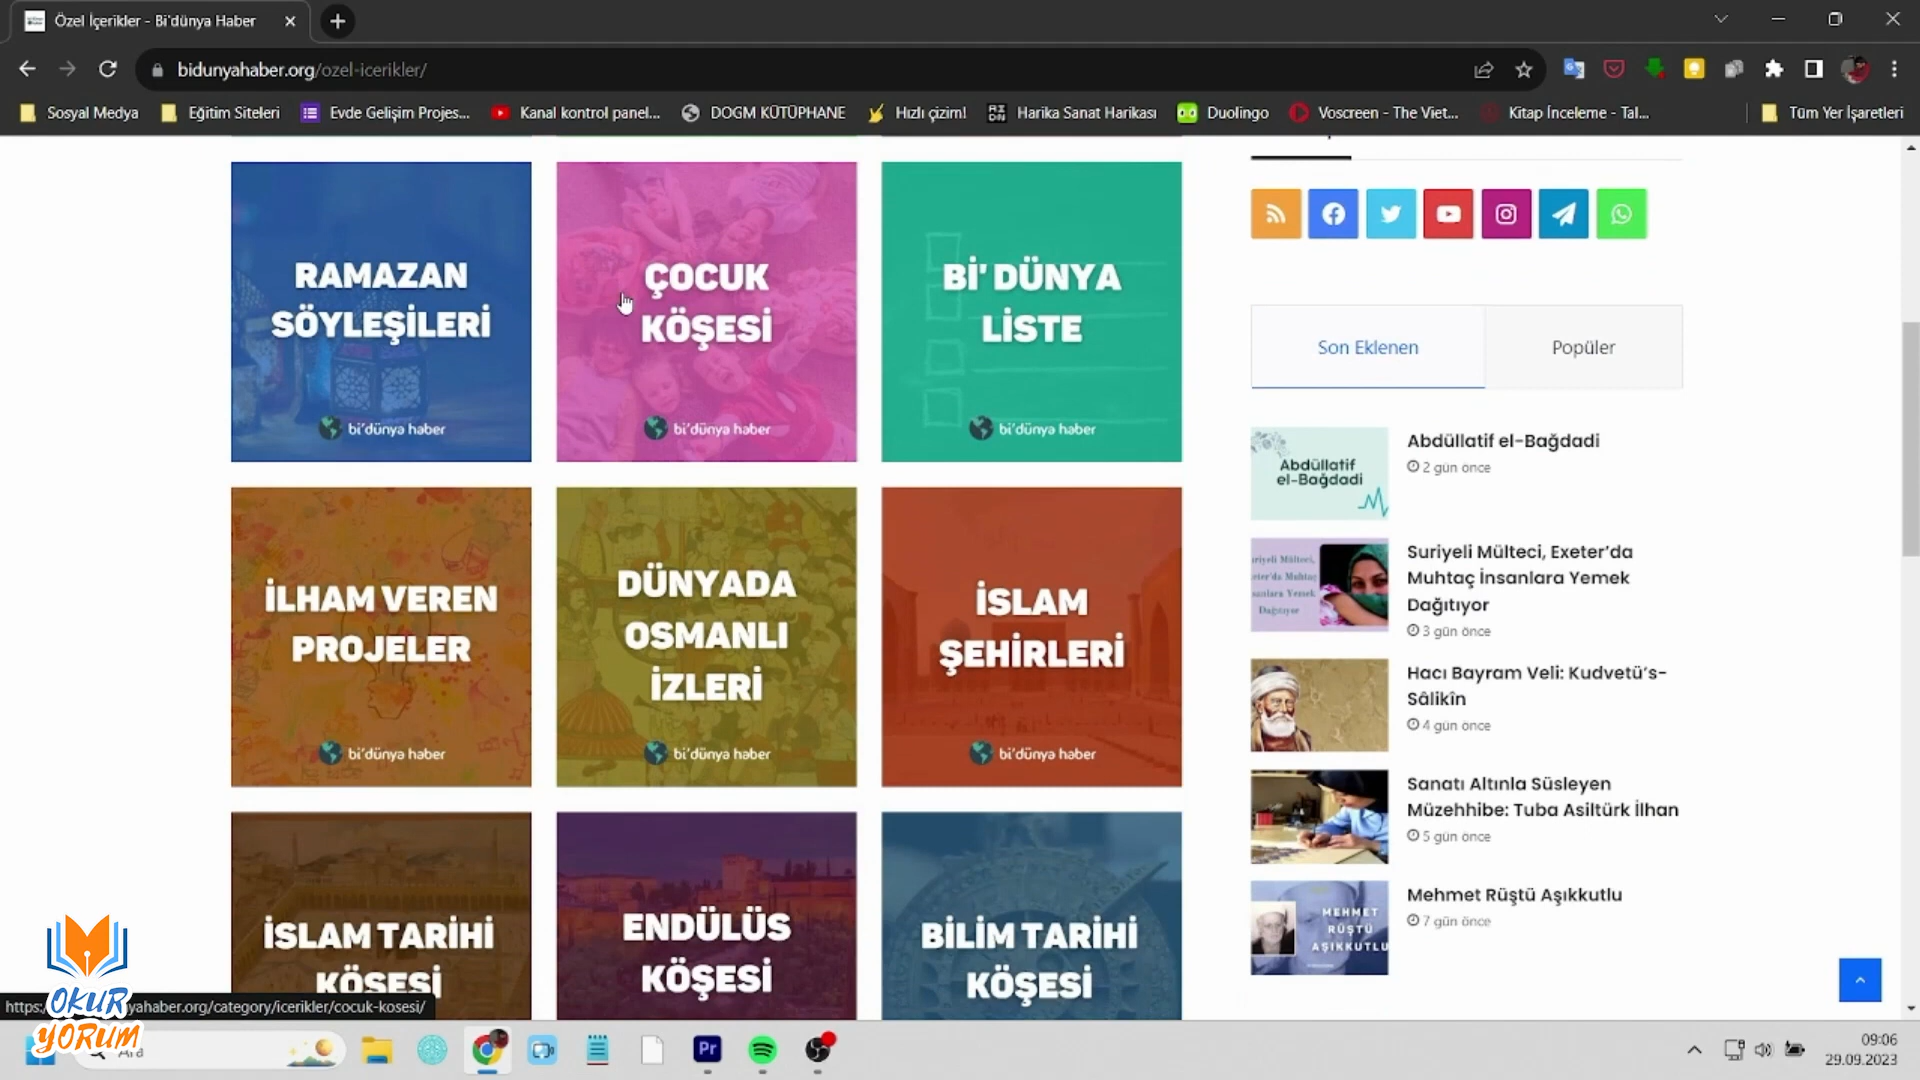 Özel İçerikler - Bi'dünya Haber
bidunyahaber.org/ozel-icerikler/
Sosyal Medya
Eğitim Siteleri
Evde Gelişim Projes...
Kanal kontrol panel...
DOGM KÜTÜPHANE
Hızlı çizim!
Harika Sanat Harikası
Duolingo
Voscreen - The Viet...
Kitap İnceleme - Tal...
Tüm Yer İşaretleri
RAMAZAN
SÖYLEŞİLERİ
bi'dünya haber
ÇOCUK
KÖŞESİ
bi'dünya haber
Bİ' DÜNYA
LİSTE
bi'dünya haber
İLHAM VEREN
PROJELER
bi'dünya haber
DÜNYADA
OSMANLI
İZLERİ
bi'dünya haber
İSLAM
ŞEHİRLERİ
bi'dünya haber
İSLAM TARİHİ
KÖŞESİ
ENDÜLÜS
KÖŞESİ
BİLİM TARİHİ
KÖŞESİ
Son Eklenen
Popüler
Abdüllatif
el-Bağdadi
Abdüllatif el-Bağdadi
2 gün önce
Suriyeli Mülteci, Exeter'da
Muhtaç İnsanlara Yemek
Dağıtıyor
3 gün önce
Hacı Bayram Veli: Kudvetü's-
Sâlikîn
4 gün önce
Sanatı Altınla Süsleyen
Müzehhibe: Tuba Asiltürk İlhan
5 gün önce
MEHMET
RÜŞTÜ
AŞIKKUTLU
Mehmet Rüştü Aşıkkutlu
7 gün önce
https:
yahaber.org/category/icerikler/cocuk-kosesi/
OKUR
YORUM
Ara
Pr
09:06
29.09.2023